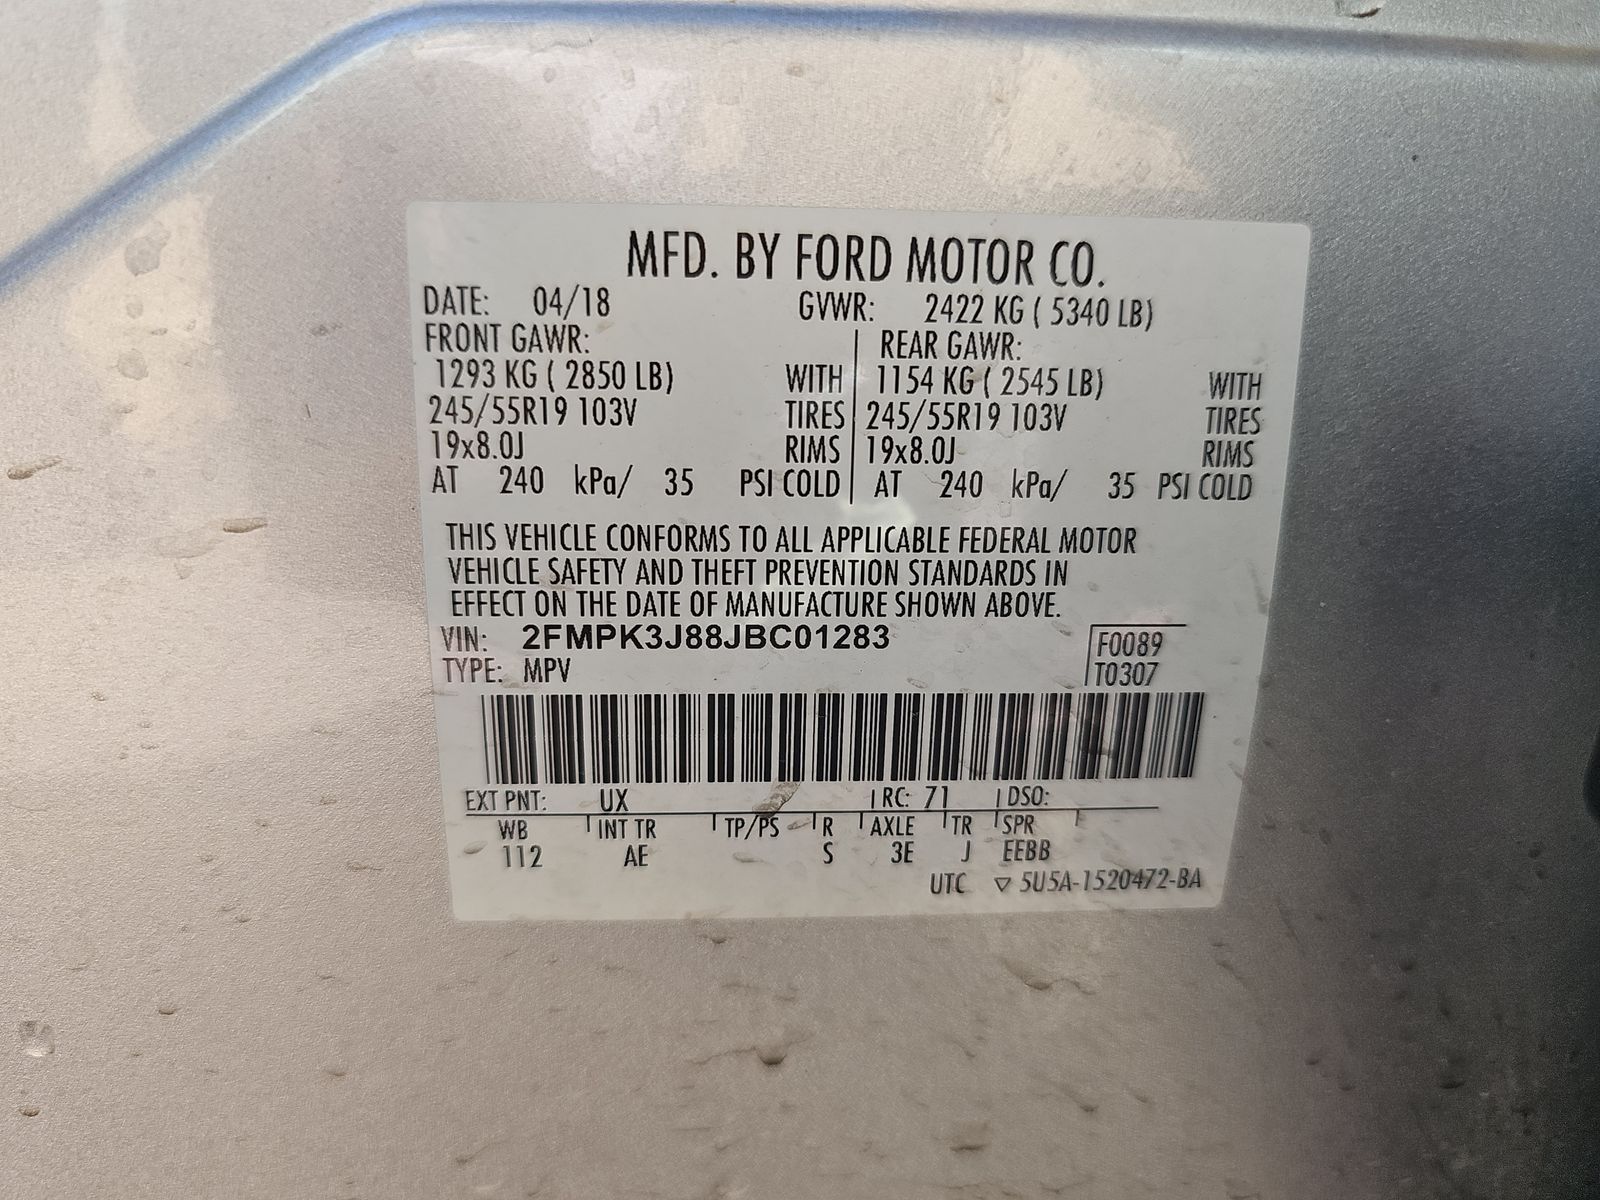 MFD. BY FORD MOTOR CO.
DATE: 04/18 GVWR: 2422 KG ( 5340 LB)
FRONT GAWR: REAR GAWR:
1293 KG ( 2850 LB) WITH 1154 KG ( 2545 LB) WITH
245/55R19 103V TIRES 245/55R19 103V TIRES
19x8.0J RIMS 19x8.0J RIMS
AT 240 kPa/ 35 PSI COLD AT 240 kPa/ 35 PSI COLD
THIS VEHICLE CONFORMS TO ALL APPLICABLE FEDERAL MOTOR
VEHICLE SAFETY AND THEFT PREVENTION STANDARDS IN
EFFECT ON THE DATE OF MANUFACTURE SHOWN ABOVE.
VIN: 2FMPK3J88JBC01283 F0089
TYPE: MPV T0307
EXT PNT: UX RC: 71 DSO:
WB INT TR TP/PS R AXLE TR SPR
112 AE S 3E J EEBB
UTC ▽ 5U5A-1520472-BA